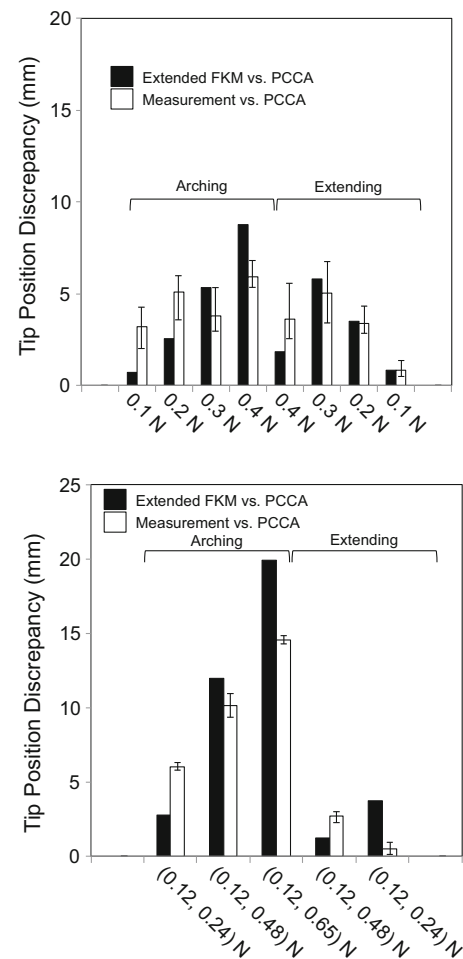 20
15
10
5
0
Tip Position Discrepancy (mm)
Extended FKM vs. PCCA
Measurement vs. PCCA
Arching Extending
0.1 N 0.2 N 0.3 N 0.4 N 0.4 N 0.3 N 0.2 N 0.1 N
25
20
15
10
5
0
Tip Position Discrepancy (mm)
Extended FKM vs. PCCA
Measurement vs. PCCA
Arching Extending
(0.12, 0.24) N (0.12, 0.48) N (0.12, 0.65) N (0.12, 0.48) N (0.12, 0.24) N